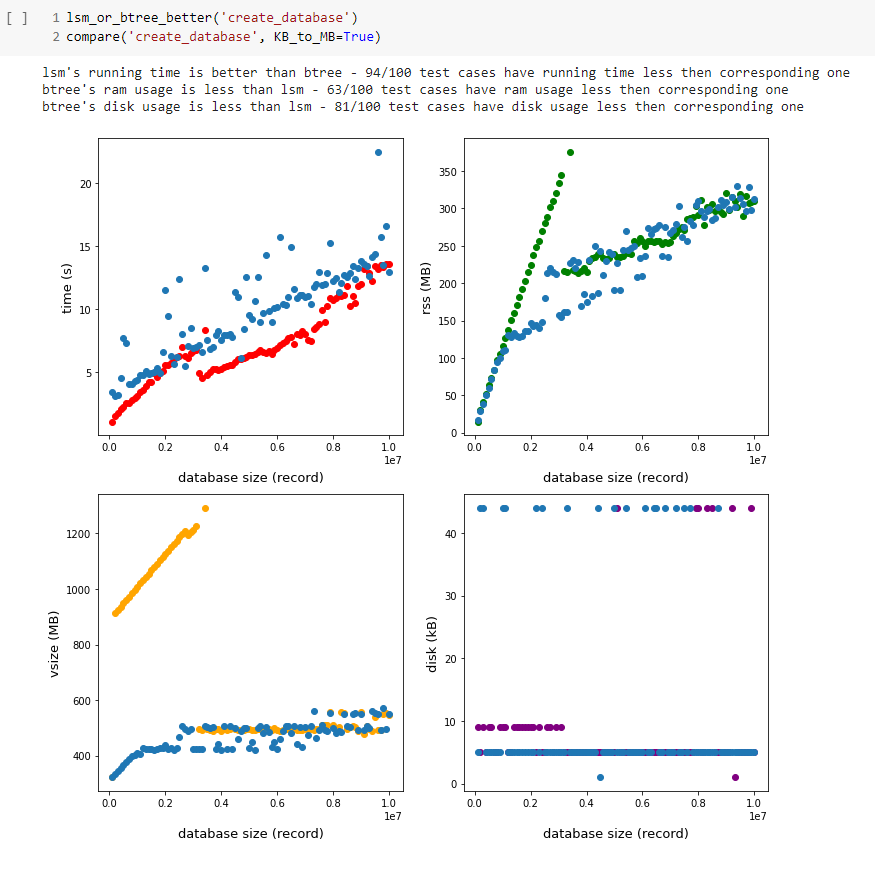 [ ] 1 lsm_or_btree_better('create_database')
2 compare('create_database', KB_to_MB=True)
lsm's running time is better than btree - 94/100 test cases have running time less then corresponding one
btree's ram usage is less than lsm - 63/100 test cases have ram usage less then corresponding one
btree's disk usage is less than lsm - 81/100 test cases have disk usage less then corresponding one
time (s)
20
15
10
5
0.0 0.2 0.4 0.6 0.8 1.0
1e7
database size (record)
rss (MB)
350
300
250
200
150
100
50
0
0.0 0.2 0.4 0.6 0.8 1.0
1e7
database size (record)
vsize (MB)
1200
1000
800
600
400
0.0 0.2 0.4 0.6 0.8 1.0
1e7
database size (record)
disk (kB)
40
30
20
10
0
0.0 0.2 0.4 0.6 0.8 1.0
1e7
database size (record)